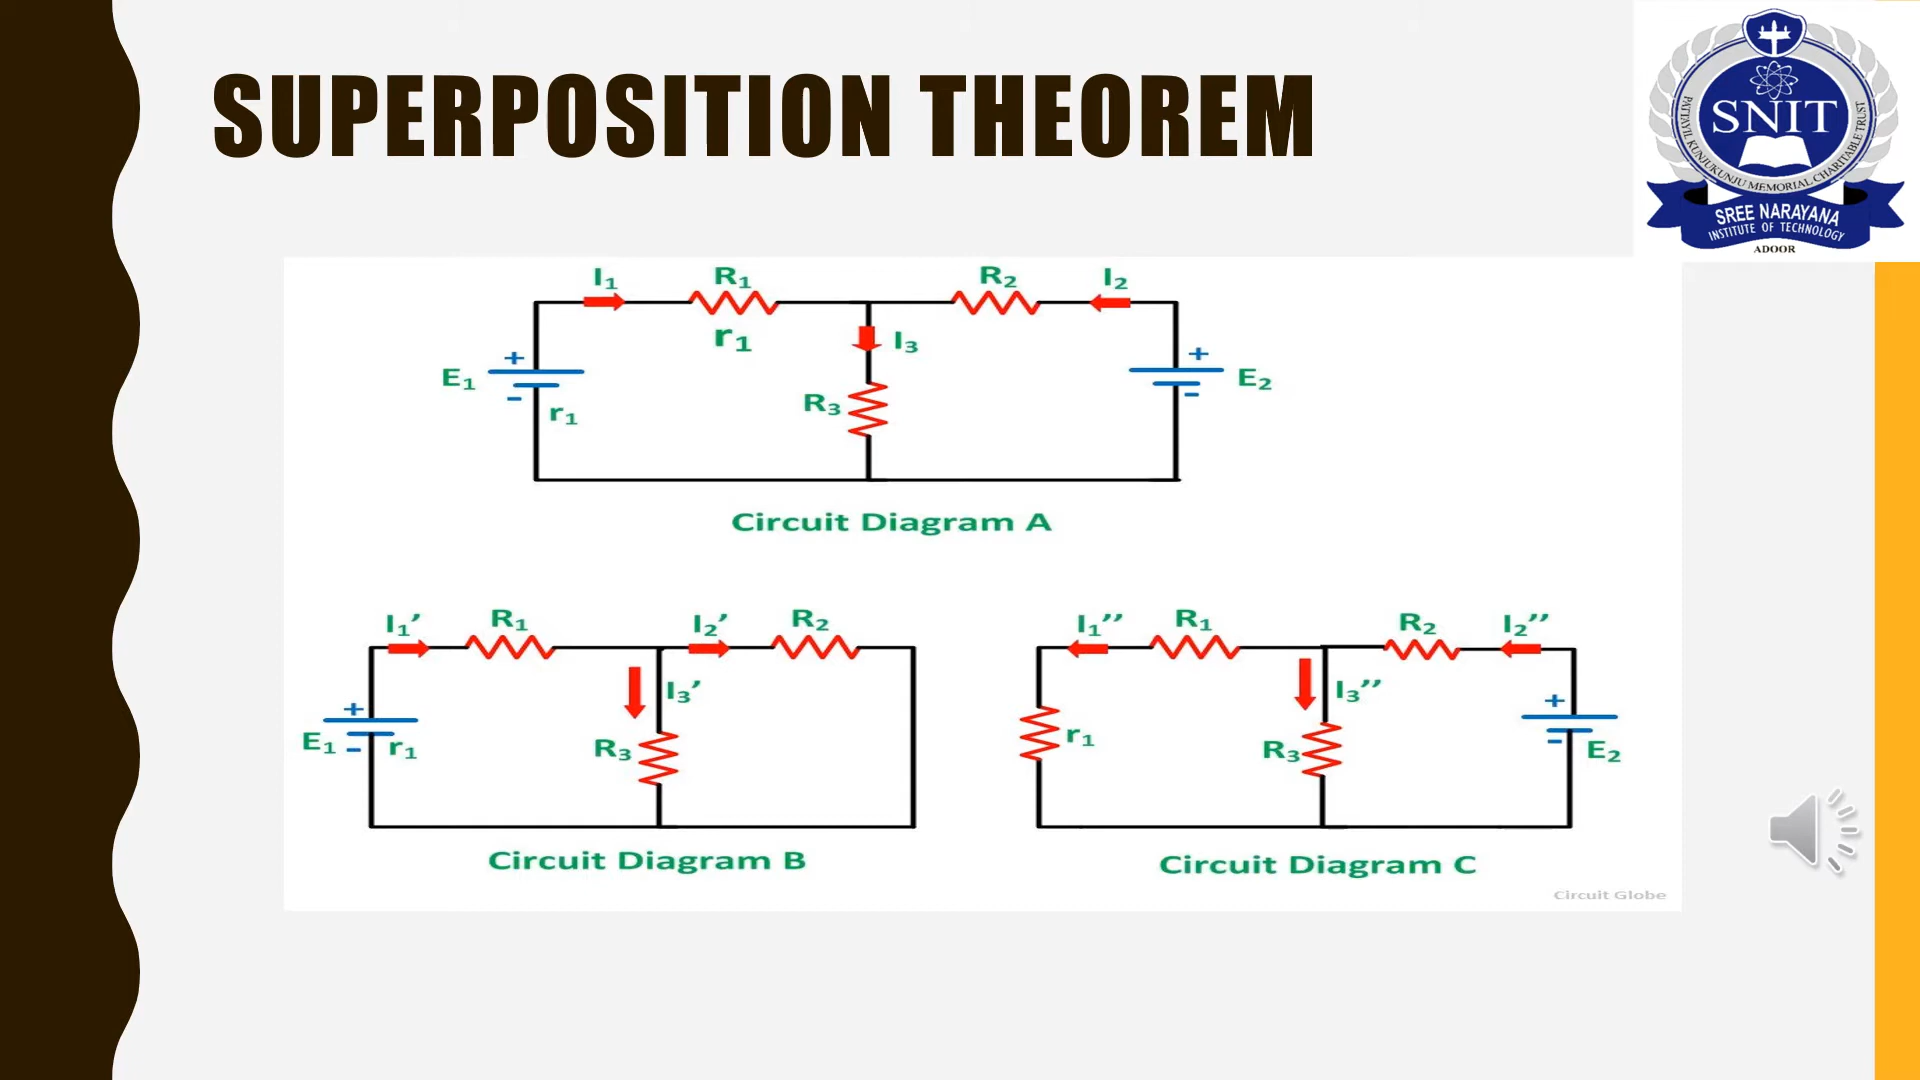 SUPERPOSITION THEOREM
SNIT
PATTAYIL KUNJUKUNJU MEMORIAL CHARITABLE TRUST
SREE NARAYANA
INSTITUTE OF TECHNOLOGY
ADOOR
I₁ R₁ R₂ I₂
r₁ I₃
+ +
E₁ R₃ E₂
- r₁ -
Circuit Diagram A
I₁’ R₁ I₂’ R₂
I₃’
+
E₁ - r₁ R₃
Circuit Diagram B
I₁’’ R₁ R₂ I₂’’
I₃’’
+
r₁ R₃ - E₂
Circuit Diagram C
Circuit Globe